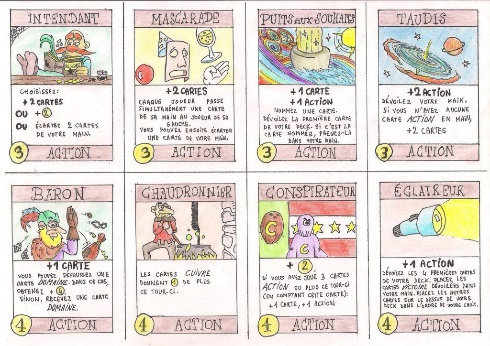 INTENDANT
CHOISISSEZ:
+2 CARTES
OU +2
OU ÉCARTEZ 2 CARTES
DE VOTRE MAIN.
3 ACTION
MASCARADE
+2 CARTES
CHAQUE JOUEUR PASSE
SIMULTANÉMENT UNE CARTE
DE SA MAIN AU JOUEUR DE SA
GAUCHE.
VOUS POUVEZ ENSUITE ÉCARTER
UNE CARTE DE VOTRE MAIN.
3 ACTION
PUITS AUX SOUHAITS
+1 CARTE
+1 ACTION
NOMMEZ UNE CARTE.
DÉVOILEZ LA PREMIÈRE CARTE
DE VOTRE DECK. SI C'EST LA
CARTE NOMMÉE, PRENEZ-LA
DANS VOTRE MAIN.
3 ACTION
TAUDIS
+2 ACTION
DÉVOILEZ VOTRE MAIN.
SI VOUS N'AVEZ AUCUNE
CARTE ACTION EN MAIN,
+2 CARTES
3 ACTION
BARON
+1 CARTE
VOUS POUVEZ DÉFAUSSER UNE
CARTE DOMAINE. DANS CE CAS,
OBTENEZ +4
SINON, RECEVEZ UNE CARTE
DOMAINE.
4 ACTION
CHAUDRONNIER
LES CARTES CUIVRE
DONNENT DE PLUS
CE TOUR-CI.
4 ACTION
CONSPIRATEUR
C
C
+2
SI VOUS AVEZ JOUÉ 3 CARTES
ACTION OU PLUS CE TOUR-CI
(EN COMPTANT CETTE CARTE):
+1 CARTE, +1 ACTION
4 ACTION
ÉCLAIREUR
+1 ACTION
DÉVOILEZ LES 4 PREMIÈRES CARTES
DE VOTRE DECK. PLACEZ LES
CARTES VICTOIRE DÉVOILÉES DANS
VOTRE MAIN. PLACEZ LES AUTRES
CARTES SUR LE DESSUS DE VOTRE
DECK DANS L'ORDRE DE VOTRE CHOIX.
4 ACTION